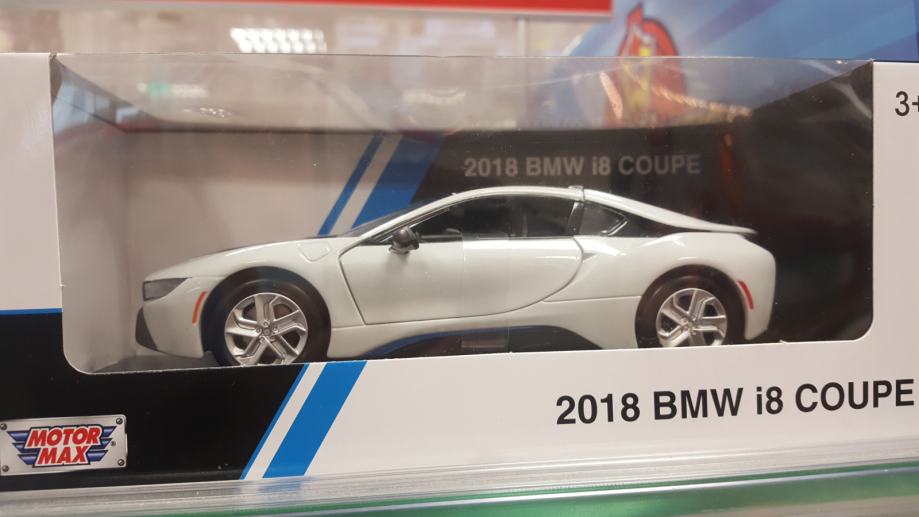 3+
2018 BMW i8 COUPE
2018 BMW i8 COUPE
MOTOR
MAX